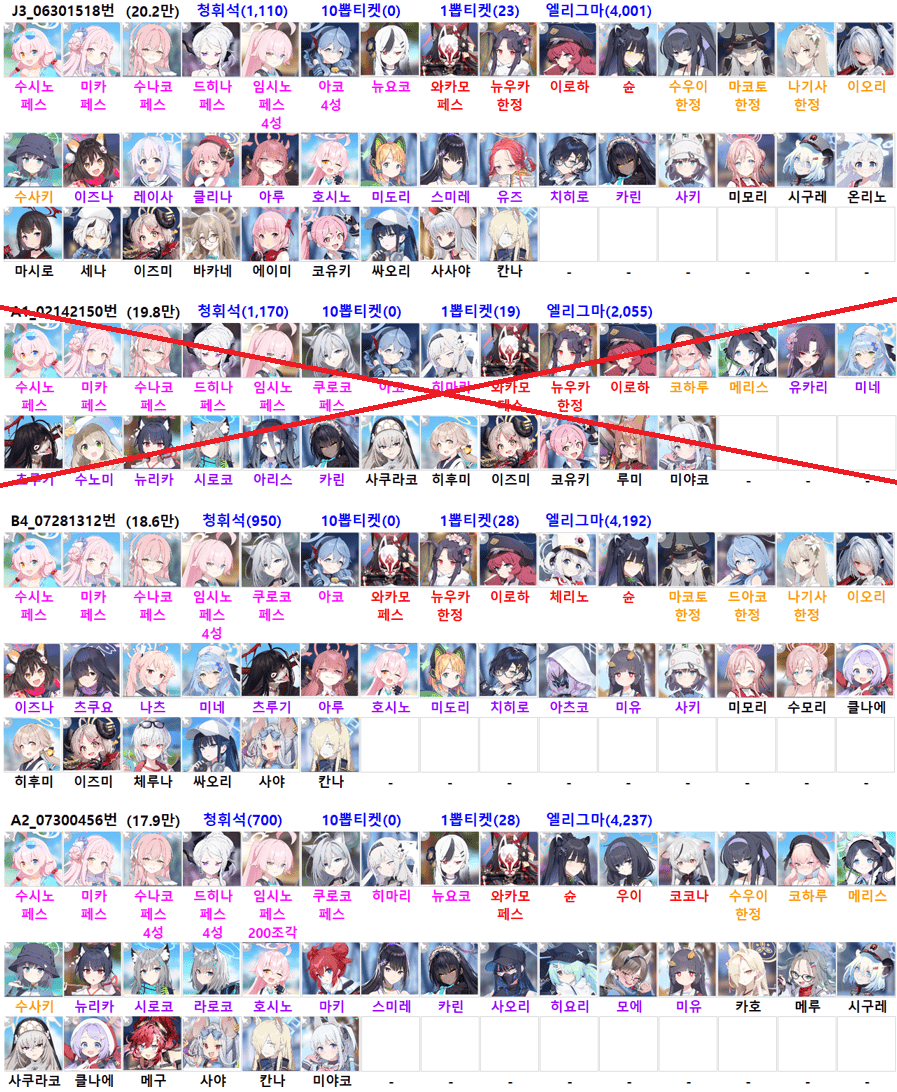 J3_06301518번 (20.2만) 청휘석(1,110) 10뽑티켓(0) 1뽑티켓(23) 엘리그마(4,001)
수시노 미카 수나코 드히나 임시노 아코 뉴요코 와카모 뉴우카 이로하 슌 수우이 마코토 나기사 이오리
페스 페스 페스 페스 페스 4성 페스 한정 한정 한정 한정
4성
수사키 이즈나 레이사 클리나 아루 호시노 미도리 스미레 유즈 치히로 카린 사키 미모리 시구레 온리노
마시로 세나 이즈미 바카네 에이미 코유키 싸오리 사사야 칸나 - - - - - -
A1_02142150번 (19.8만) 청휘석(1,170) 10뽑티켓(0) 1뽑티켓(19) 엘리그마(2,055)
수시노 미카 수나코 드히나 임시노 쿠로코 아코 히마리 와카모 뉴우카 이로하 코하루 메리스 유카리 미네
페스 페스 페스 페스 페스 페스 페스 한정
츠루기 수노미 뉴리카 시로코 아리스 카린 사쿠라코 히후미 이즈미 코유키 루미 미야코 - - -
B4_07281312번 (18.6만) 청휘석(950) 10뽑티켓(0) 1뽑티켓(28) 엘리그마(4,192)
수시노 미카 수나코 임시노 쿠로코 아코 와카모 뉴우카 이로하 체리노 슌 마코토 드아코 나기사 이오리
페스 페스 페스 페스 페스 페스 한정 한정 한정 한정
4성
이즈나 츠쿠요 나츠 미네 츠루기 아루 호시노 미도리 치히로 아츠코 미유 사키 미모리 수모리 클나에
히후미 이즈미 체루나 싸오리 사야 칸나 - - - - - - - - -
A2_07300456번 (17.9만) 청휘석(700) 10뽑티켓(0) 1뽑티켓(28) 엘리그마(4,237)
수시노 미카 수나코 드히나 임시노 쿠로코 히마리 뉴요코 와카모 슌 우이 코코나 수우이 코하루 메리스
페스 페스 페스 페스 페스 페스 페스 한정
4성 4성 200조각
수사키 뉴리카 시로코 라로코 호시노 마키 스미레 카린 사오리 히요리 모에 미유 카호 메루 시구레
사쿠라코 클나에 메구 사야 칸나 미야코 - - - - - - - - -